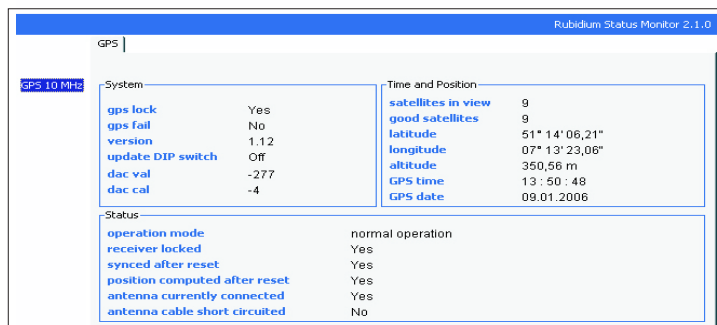 Rubidium Status Monitor 2.1.0
GPS
GPS 10 MHz
System
gps lock Yes
gps fail No
version 1.12
update DIP switch Off
dac val -277
dac cal -4
Time and Position
satellites in view 9
good satellites 9
latitude 51° 14' 06,21"
longitude 07° 13' 23,06"
altitude 350,56 m
GPS time 13 : 50 : 48
GPS date 09.01.2006
Status
operation mode normal operation
receiver locked Yes
synced after reset Yes
position computed after reset Yes
antenna currently connected Yes
antenna cable short circuited No